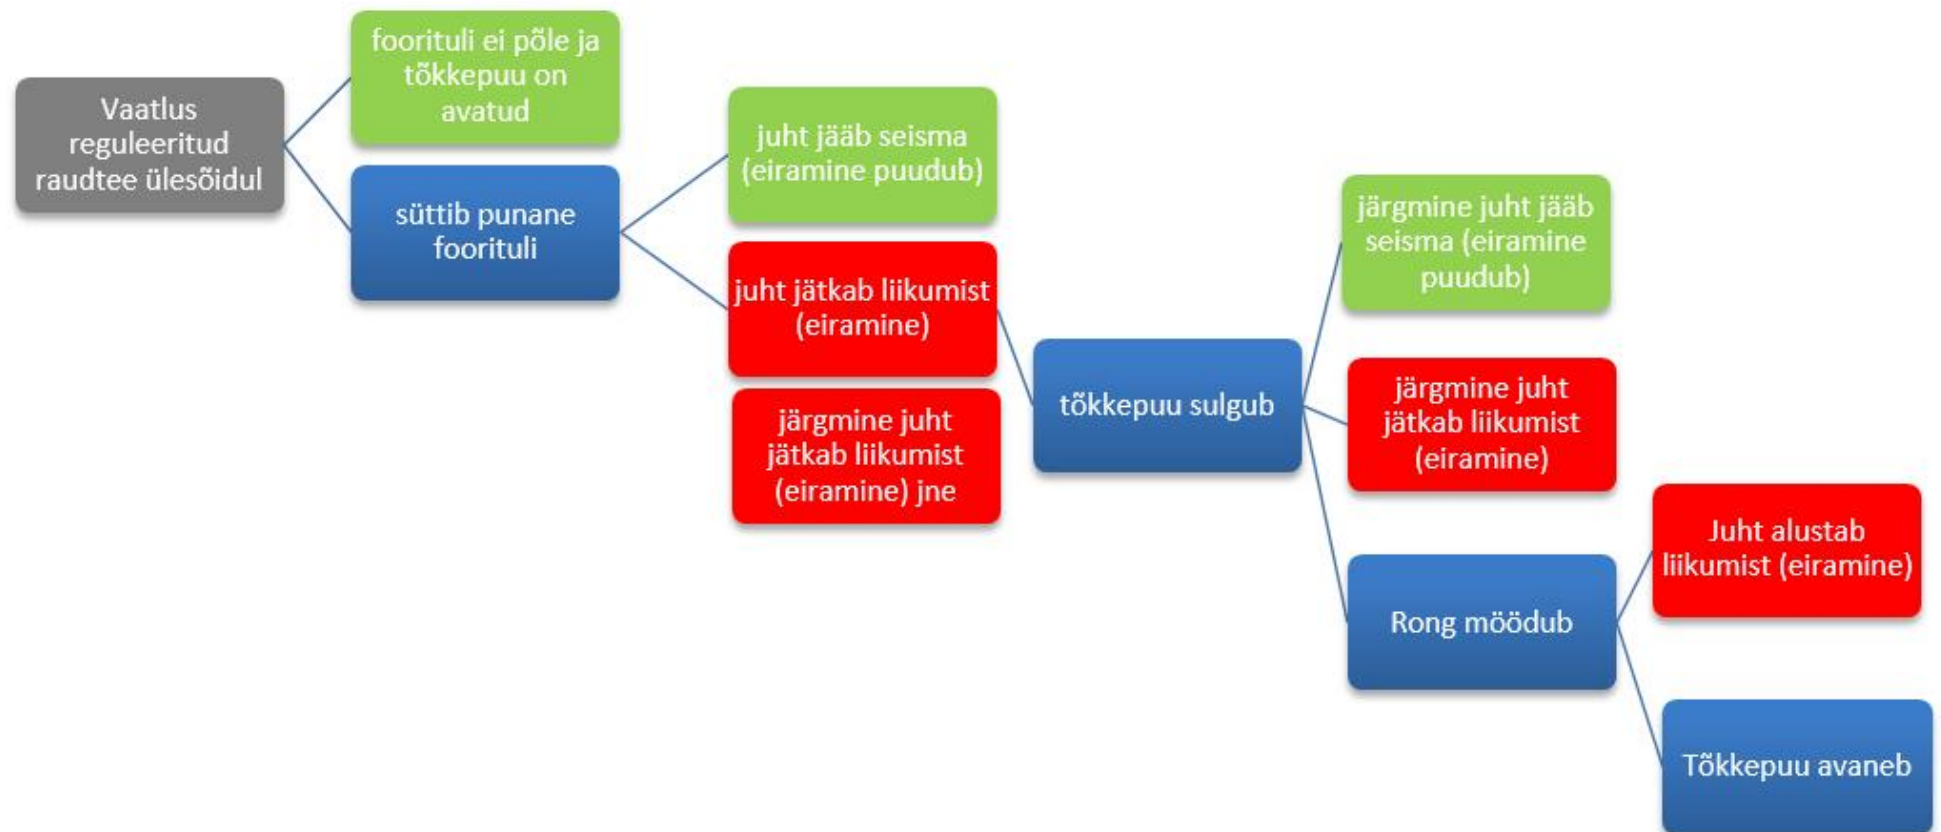 Vaatlus
reguleeritud
raudtee ülesõidul
foorituli ei põle ja
tõkkepuu on
avatud
süttib punane
foorituli
juht jääb seisma
(eiramine puudub)
juht jätkab liikumist
(eiramine)
järgmine juht
jätkab liikumist
(eiramine) jne
tõkkepuu sulgub
järgmine juht jääb
seisma (eiramine
puudub)
järgmine juht
jätkab liikumist
(eiramine)
Rong möödub
Juht alustab
liikumist (eiramine)
Tõkkepuu avaneb